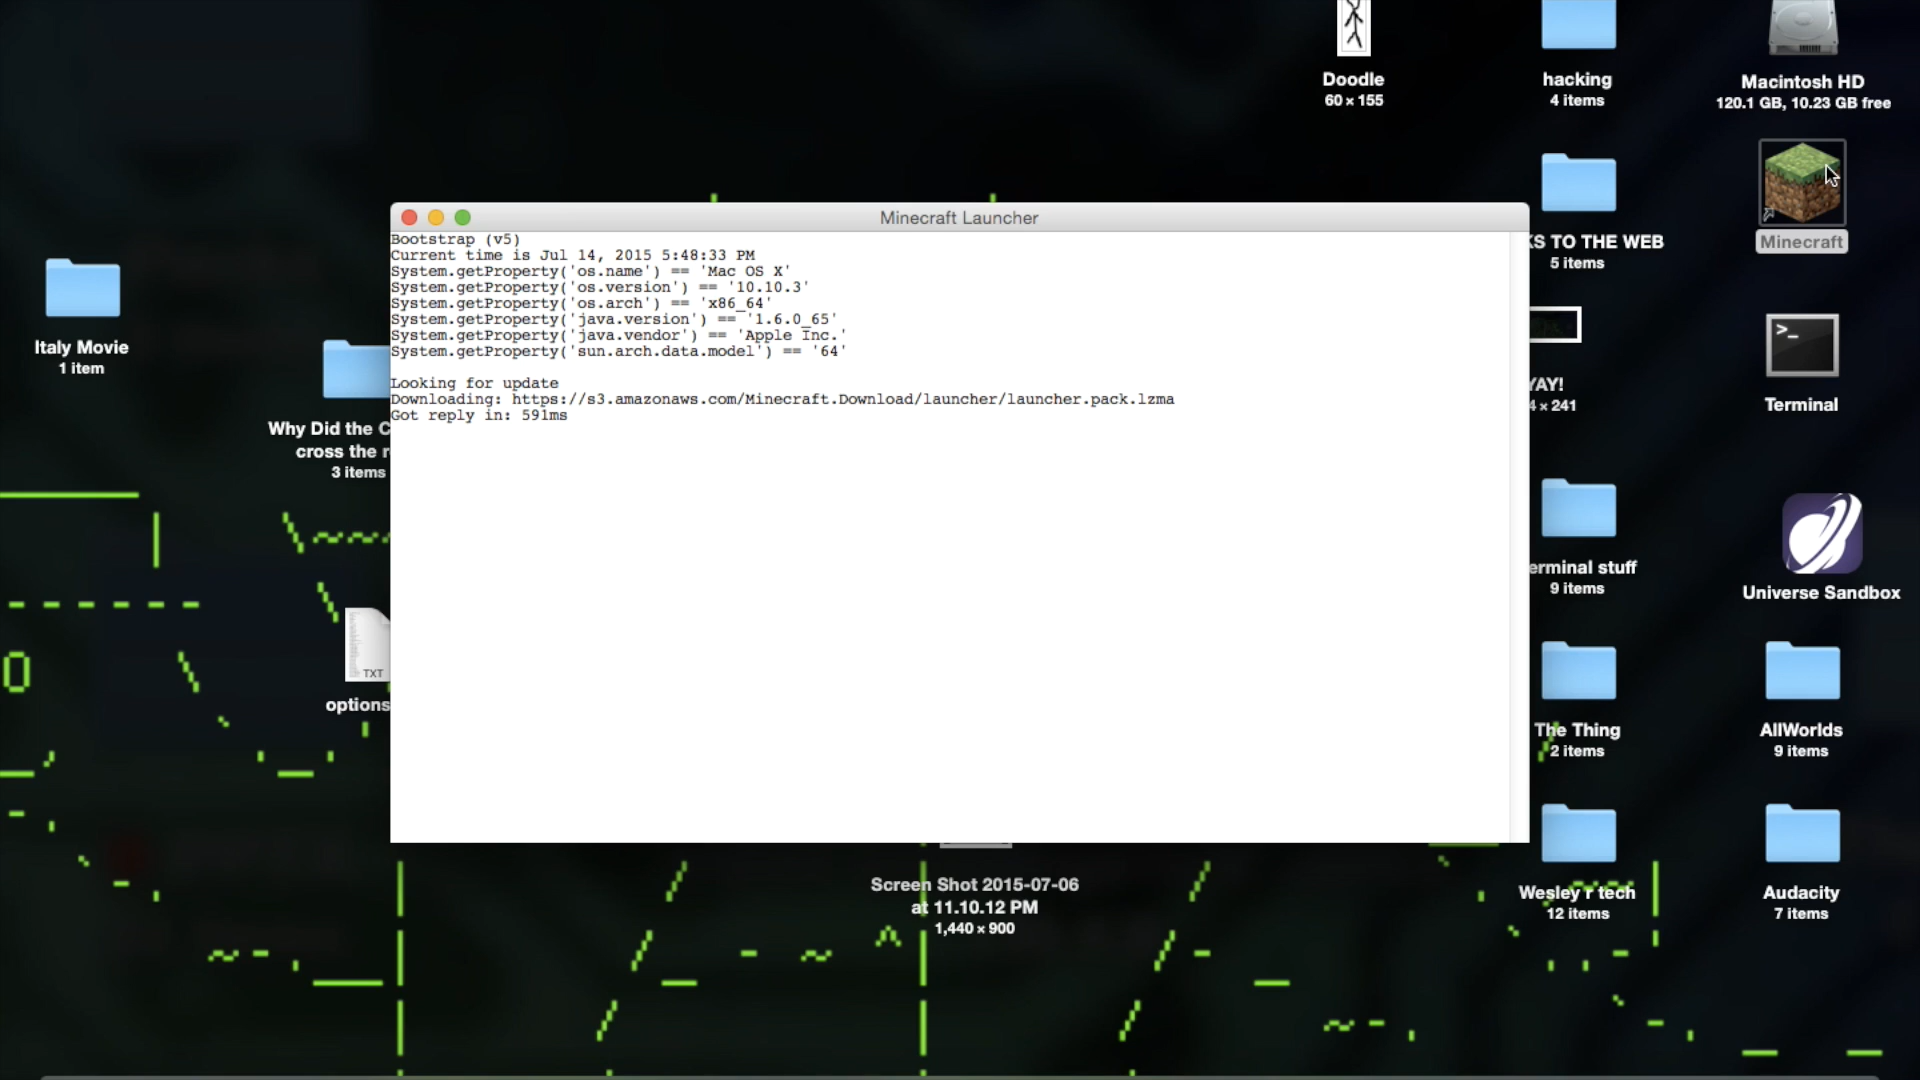 Doodle
60 × 155
hacking
4 items
Macintosh HD
120.1 GB, 10.23 GB free
Minecraft Launcher
Bootstrap (v5)
Current time is Jul 14, 2015 5:48:33 PM
System.getProperty('os.name') == 'Mac OS X'
System.getProperty('os.version') == '10.10.3'
System.getProperty('os.arch') == 'x86_64'
System.getProperty('java.version') == '1.6.0_65'
System.getProperty('java.vendor') == 'Apple Inc.'
System.getProperty('sun.arch.data.model') == '64'
Looking for update
Downloading: https://s3.amazonaws.com/Minecraft.Download/launcher/launcher.pack.lzma
Got reply in: 591ms
KS TO THE WEB
5 items
Minecraft
Italy Movie
1 item
YAY!
4 × 241
>_
Terminal
Why Did the C
cross the r
3 items
erminal stuff
9 items
Universe Sandbox
TXT
options
The Thing
2 items
AllWorlds
9 items
Screen Shot 2015-07-06
at 11.10.12 PM
1,440 × 900
Wesley r tech
12 items
Audacity
7 items